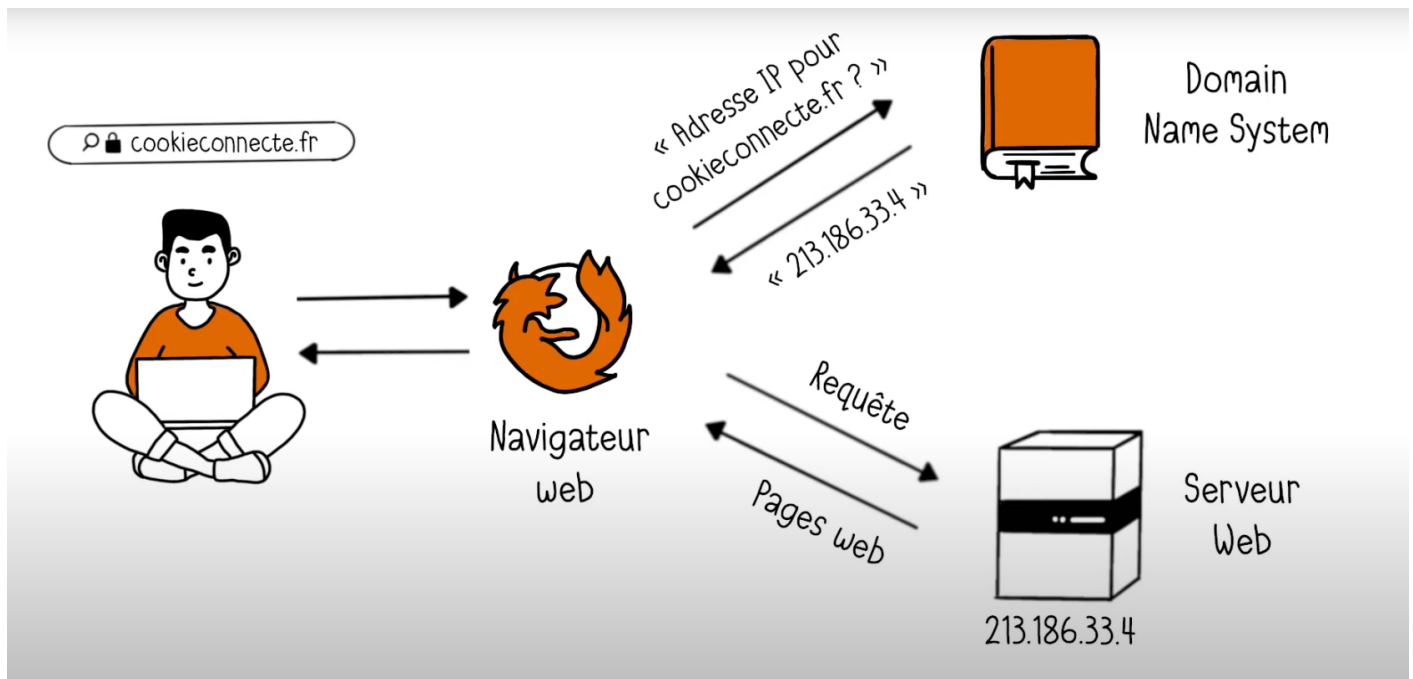 cookieconnecte.fr
« Adresse IP pour
cookieconnecte.fr ? »
« 213.186.33.4 »
Domain
Name System
Navigateur
web
Requête
Pages web
Serveur
Web
213.186.33.4